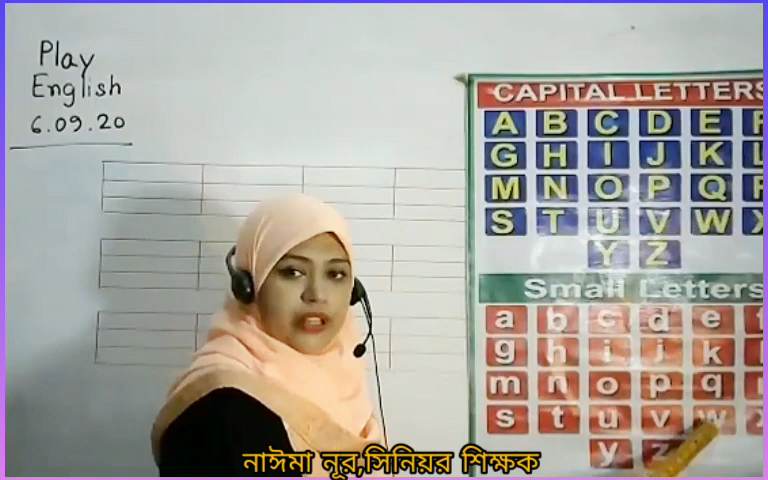 Play
English
6.09.20
CAPITAL LETTERS
A B C D E
G H I J K L
M N O P Q
S T U V W X
Y Z
Small Letters
a b c d e
g h i j k
m n o p q
s t u v w x
y z
নাঈমা নূর,সিনিয়র শিক্ষক